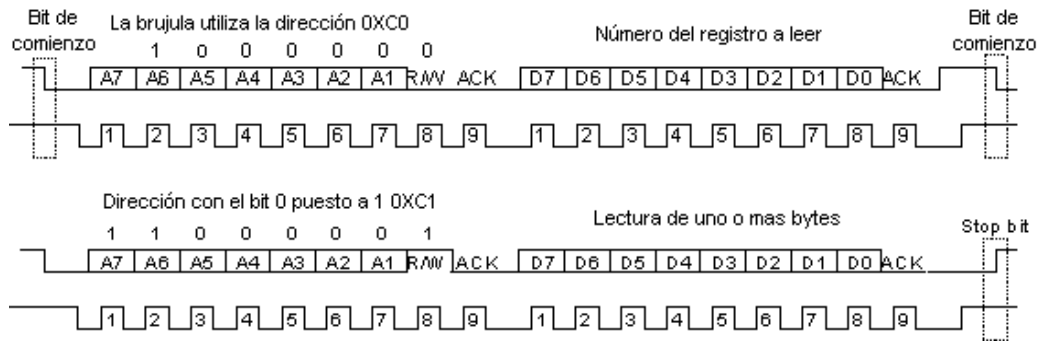 Bit de comienzo
La brujula utiliza la dirección 0XC0
Número del registro a leer
Bit de comienzo
1 0 0 0 0 0 0
A7 A6 A5 A4 A3 A2 A1 R/W ACK D7 D6 D5 D4 D3 D2 D1 D0 ACK
1 2 3 4 5 6 7 8 9 1 2 3 4 5 6 7 8 9
Dirección con el bit 0 puesto a 1 0XC1
Lectura de uno o mas bytes
Stop bit
1 1 0 0 0 0 0 1
A7 A6 A5 A4 A3 A2 A1 R/W ACK D7 D6 D5 D4 D3 D2 D1 D0 ACK
1 2 3 4 5 6 7 8 9 1 2 3 4 5 6 7 8 9